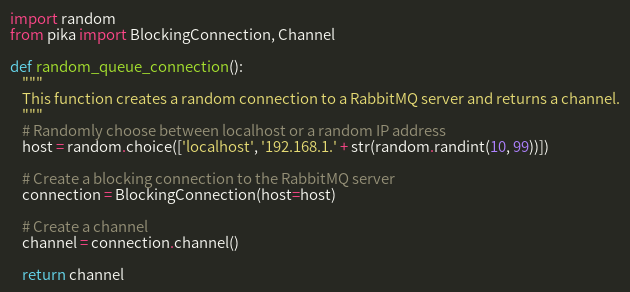 import random
from pika import BlockingConnection, Channel

def random_queue_connection():
    """
    This function creates a random connection to a RabbitMQ server and returns a channel.
    """
    # Randomly choose between localhost or a random IP address
    host = random.choice(['localhost', '192.168.1.' + str(random.randint(10, 99))])

    # Create a blocking connection to the RabbitMQ server
    connection = BlockingConnection(host=host)

    # Create a channel
    channel = connection.channel()

    return channel